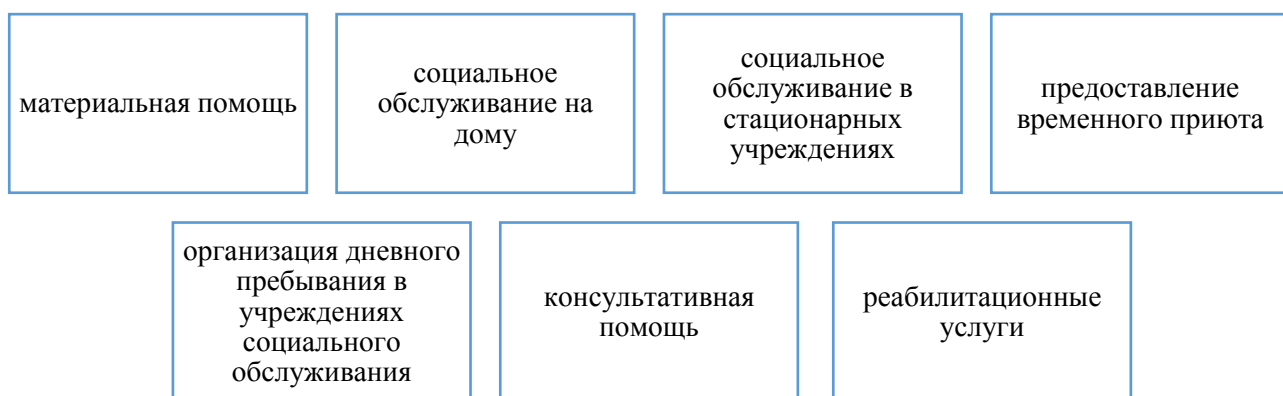 материальная помощь
социальное
обслуживание на
дому
социальное
обслуживание в
стационарных
учреждениях
предоставление
временного приюта
организация дневного
пребывания в
учреждениях
социального
обслуживания
консультативная
помощь
реабилитационные
услуги